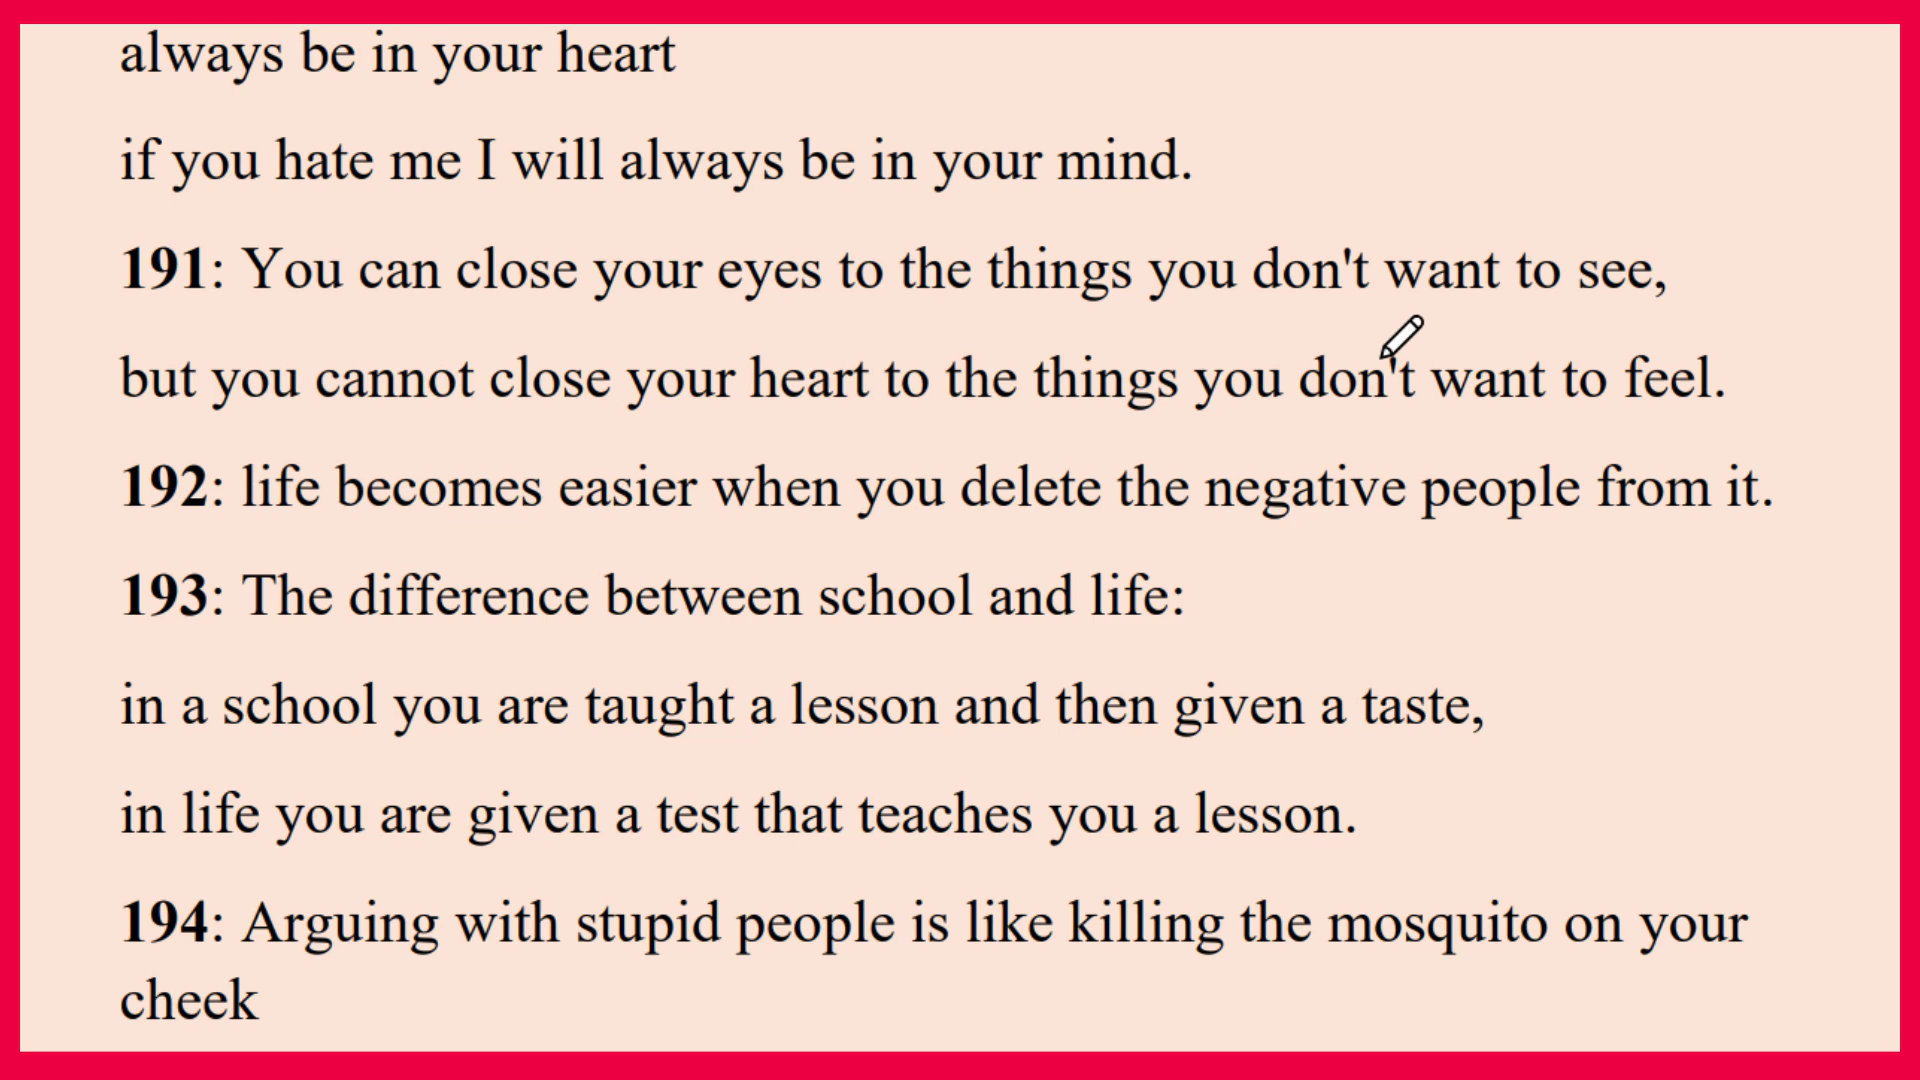 always be in your heart
if you hate me I will always be in your mind.
191: You can close your eyes to the things you don't want to see,
but you cannot close your heart to the things you don't want to feel.
192: life becomes easier when you delete the negative people from it.
193: The difference between school and life:
in a school you are taught a lesson and then given a taste,
in life you are given a test that teaches you a lesson.
194: Arguing with stupid people is like killing the mosquito on your
cheek